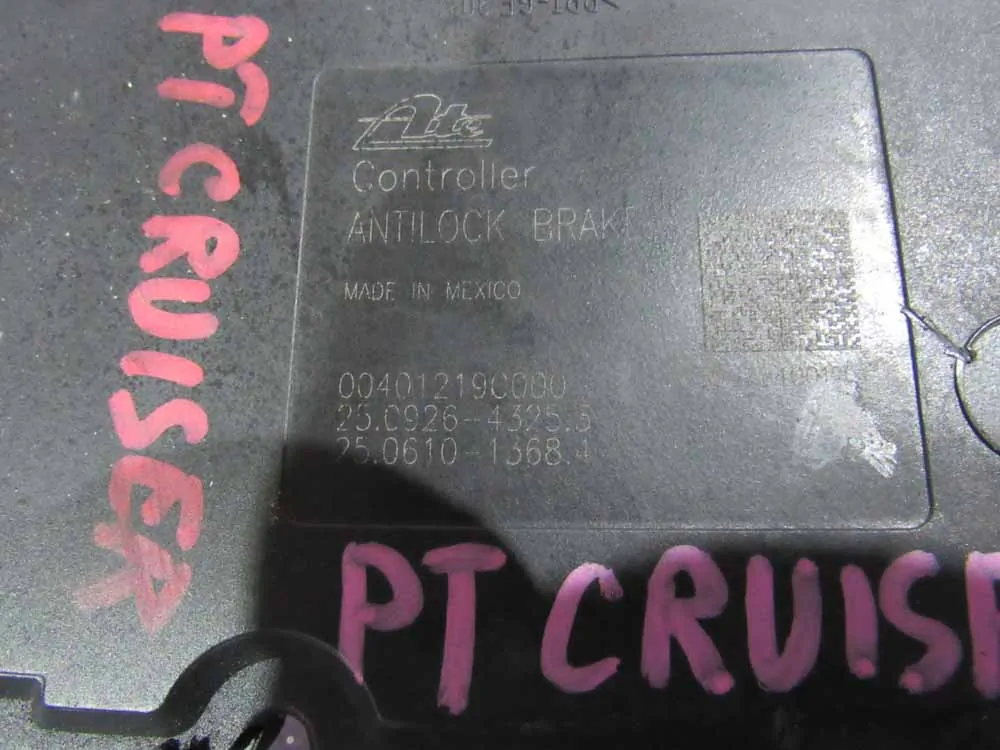 PT CRUISER
Ate
Controller
ANTILOCK BRAKE
MADE IN MEXICO
00401219C000
25.0926-4325.3
25.0610-1368.4
PT CRUISE